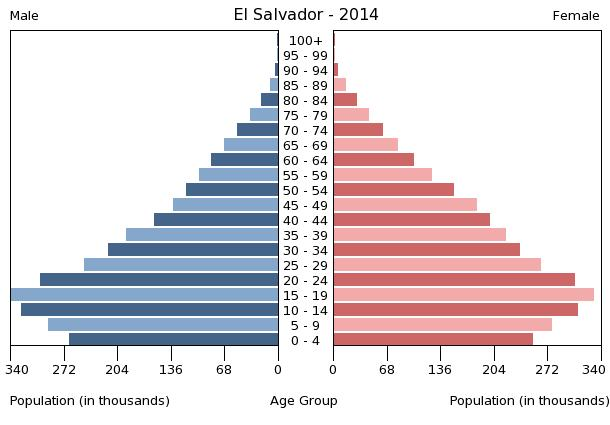 El Salvador - 2014
Male
Female
100+
95 - 99
90 - 94
85 - 89
80 - 84
75 - 79
70 - 74
65 - 69
60 - 64
55 - 59
50 - 54
45 - 49
40 - 44
35 - 39
30 - 34
25 - 29
20 - 24
15 - 19
10 - 14
5 - 9
0 - 4
340 272 204 136 68 0 0 68 136 204 272 340
Population (in thousands) Age Group Population (in thousands)